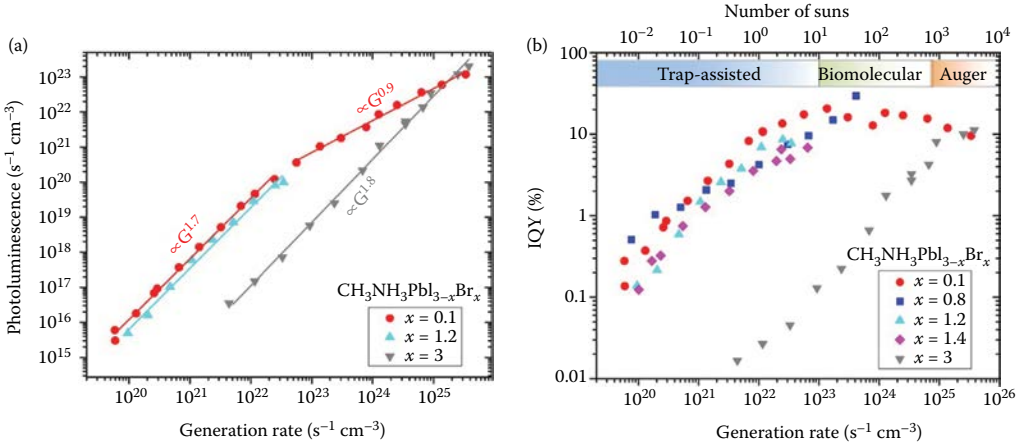 (a)
Photoluminescence (s⁻¹ cm⁻³)
10²³
10²²
10²¹
10²⁰
10¹⁹
10¹⁸
10¹⁷
10¹⁶
10¹⁵
∝G⁰·⁹
∝G¹·⁷
∝G¹·⁸
CH₃NH₃PbI₃₋ₓBrₓ
x = 0.1
x = 1.2
x = 3
10²⁰ 10²¹ 10²² 10²³ 10²⁴ 10²⁵
Generation rate (s⁻¹ cm⁻³)
Number of suns
(b)
10⁻² 10⁻¹ 10⁰ 10¹ 10² 10³ 10⁴
Trap-assisted Biomolecular Auger
IQY (%)
100
10
1
0.1
0.01
CH₃NH₃PbI₃₋ₓBrₓ
x = 0.1
x = 0.8
x = 1.2
x = 1.4
x = 3
10²⁰ 10²¹ 10²² 10²³ 10²⁴ 10²⁵ 10²⁶
Generation rate (s⁻¹ cm⁻³)